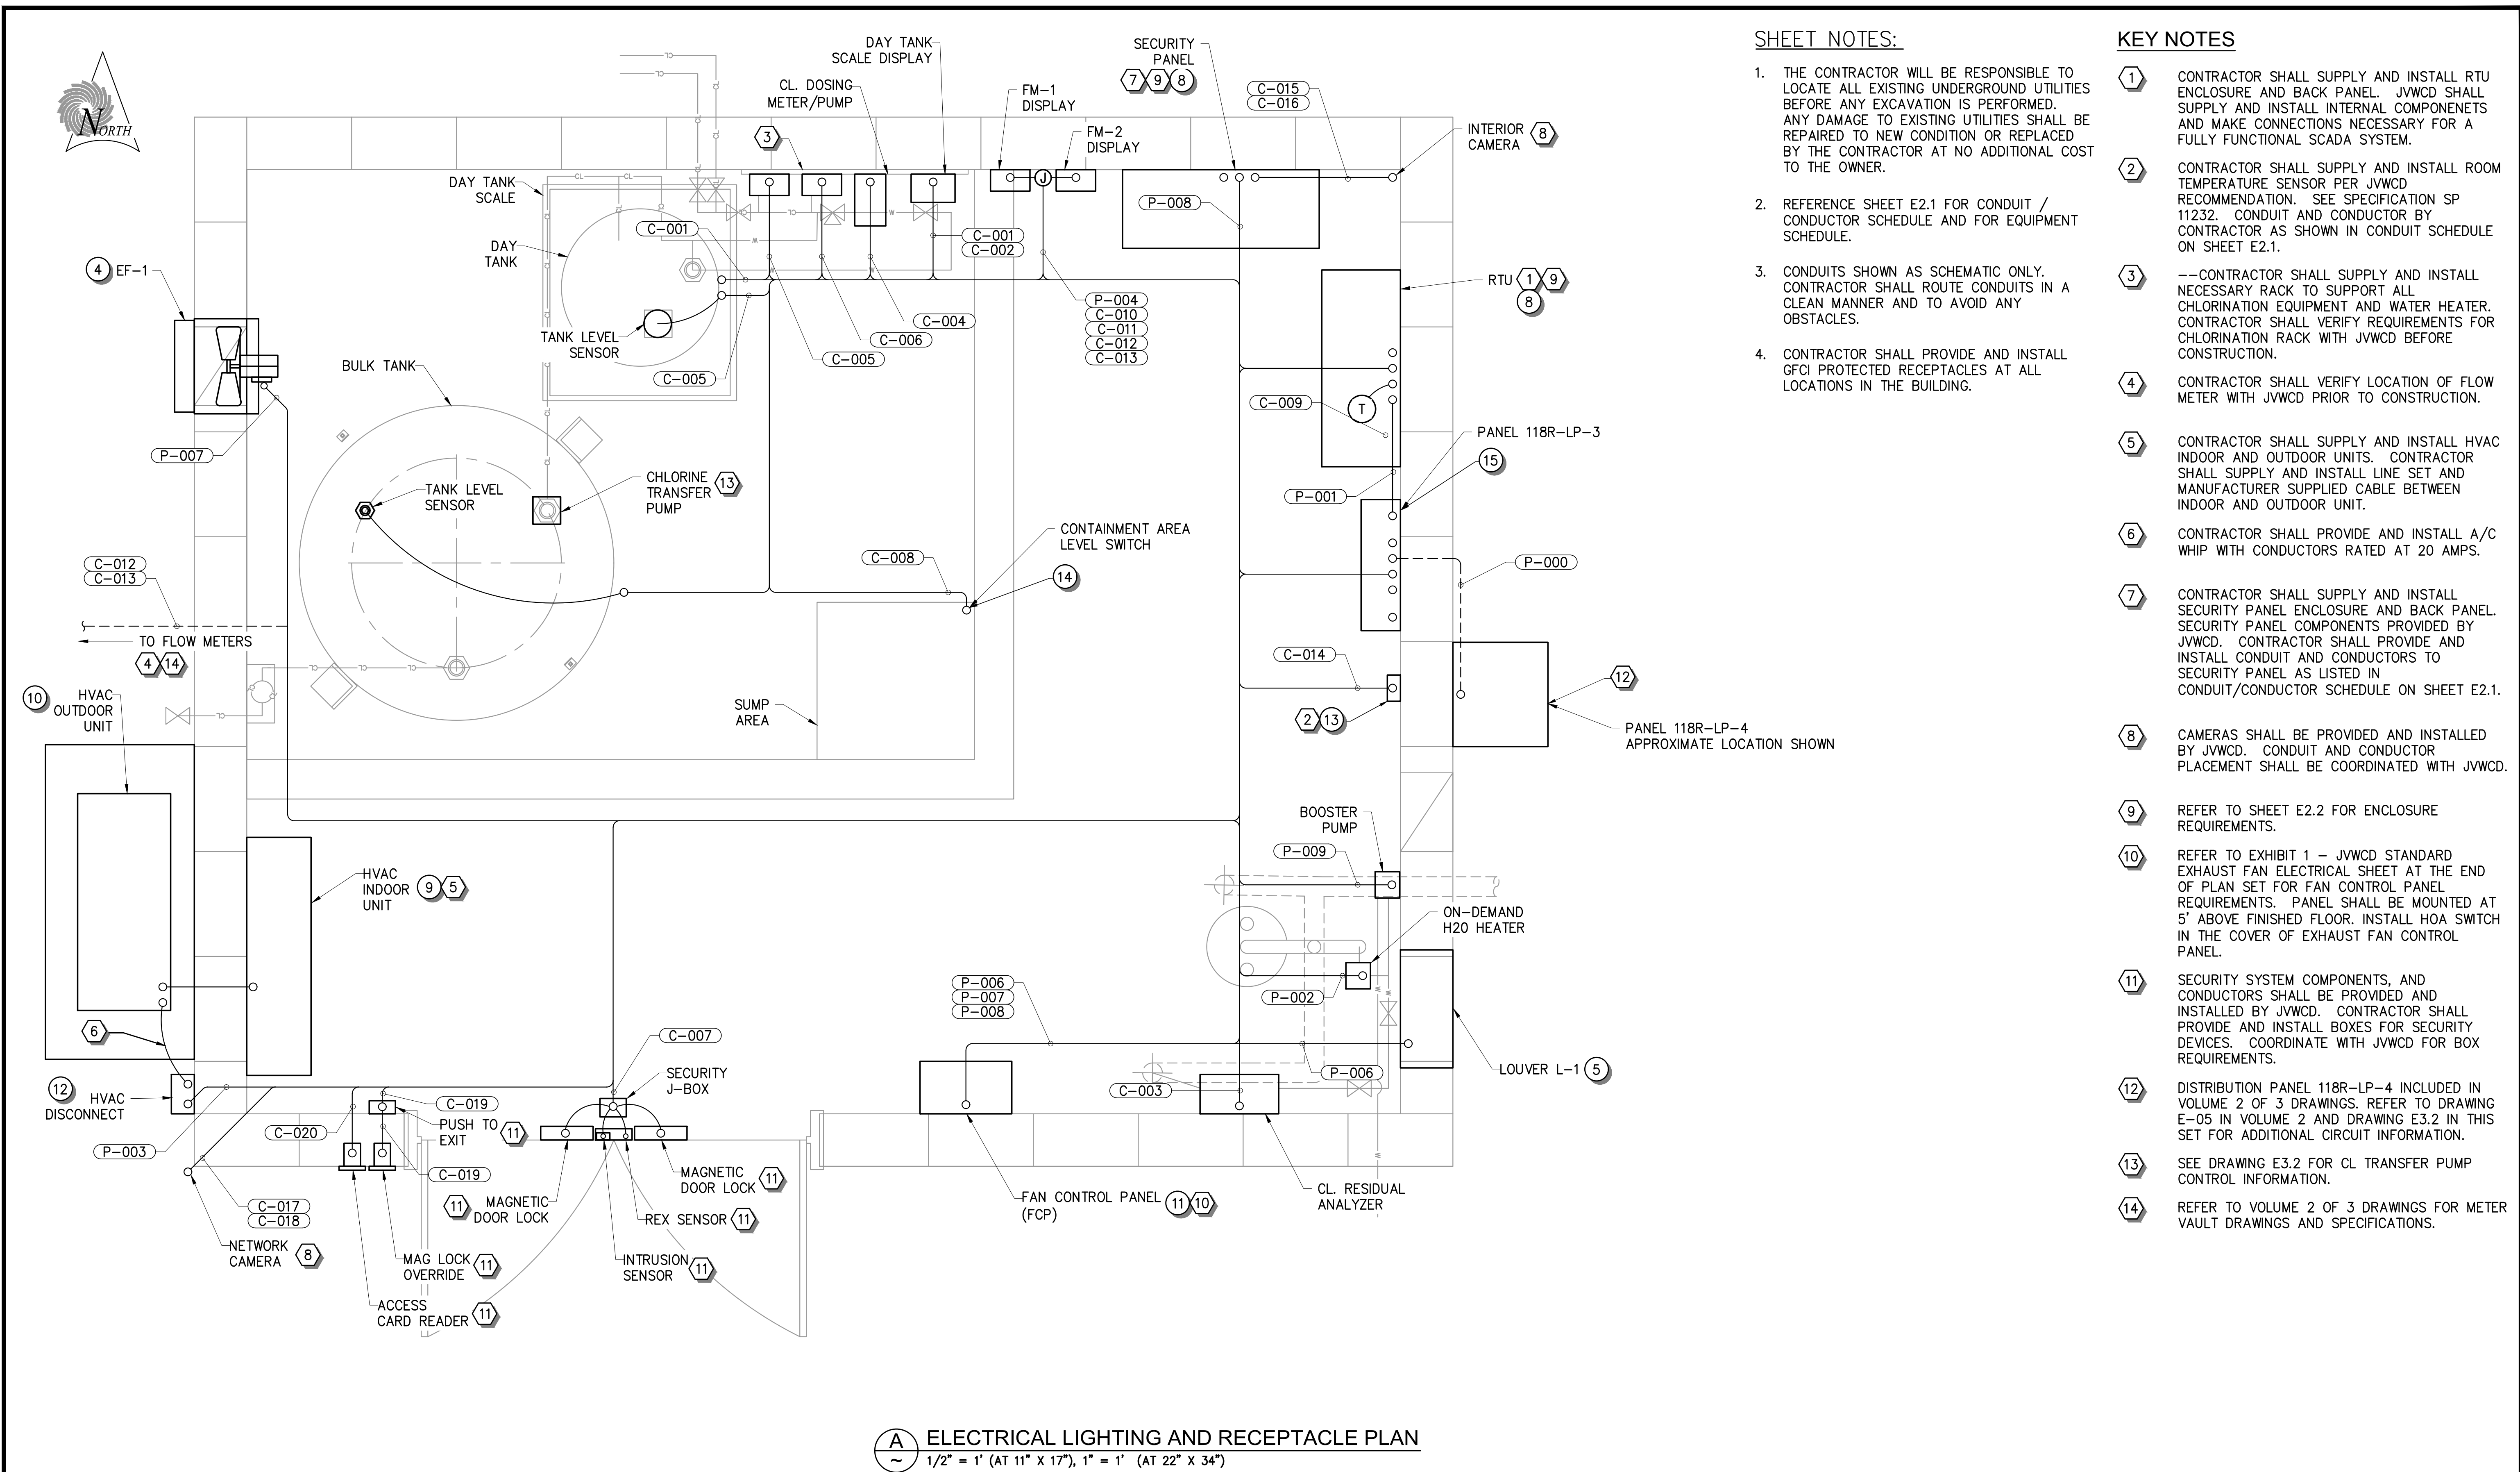 NORTH
DAY TANK
SCALE DISPLAY
CL. DOSING
METER/PUMP
SECURITY
PANEL
7 9 8
FM-1
DISPLAY
FM-2
DISPLAY
C-015
C-016
INTERIOR
CAMERA 8
3
DAY TANK
SCALE
DAY
TANK
C-001
P-008
C-001
C-002
4 EF-1
RTU 1 9
8
TANK LEVEL
SENSOR
C-005
C-005
C-006
C-004
P-004
C-010
C-011
C-012
C-013
J
BULK TANK
C-009
T
P-007
PANEL 118R-LP-3
15
TANK LEVEL
SENSOR
CHLORINE
TRANSFER
PUMP
13
P-001
CONTAINMENT AREA
LEVEL SWITCH
14
C-008
C-012
C-013
P-000
TO FLOW METERS
4 14
C-014
12
2 13
10 HVAC
OUTDOOR
UNIT
SUMP
AREA
PANEL 118R-LP-4
APPROXIMATE LOCATION SHOWN
BOOSTER
PUMP
P-009
HVAC
INDOOR
UNIT
9 5
ON-DEMAND
H20 HEATER
P-002
P-006
P-007
P-008
6
C-007
SECURITY
J-BOX
LOUVER L-1 5
P-006
C-003
12 HVAC
DISCONNECT
C-019
PUSH TO
EXIT
11
C-020
P-003
C-019
MAGNETIC
DOOR LOCK 11
11 MAGNETIC
DOOR LOCK
REX SENSOR 11
FAN CONTROL PANEL 11 10
(FCP)
CL. RESIDUAL
ANALYZER
C-017
C-018
NETWORK
CAMERA 8
MAG LOCK
OVERRIDE 11
INTRUSION
SENSOR 11
ACCESS
CARD READER 11
CL
CL
CL
CL
CL
CL
CL
CL
CL
W
W
W
W
W
W
A
~
ELECTRICAL LIGHTING AND RECEPTACLE PLAN
1/2" = 1' (AT 11" X 17"), 1" = 1' (AT 22" X 34")
SHEET NOTES:
1. THE CONTRACTOR WILL BE RESPONSIBLE TO
LOCATE ALL EXISTING UNDERGROUND UTILITIES
BEFORE ANY EXCAVATION IS PERFORMED.
ANY DAMAGE TO EXISTING UTILITIES SHALL BE
REPAIRED TO NEW CONDITION OR REPLACED
BY THE CONTRACTOR AT NO ADDITIONAL COST
TO THE OWNER.
2. REFERENCE SHEET E2.1 FOR CONDUIT /
CONDUCTOR SCHEDULE AND FOR EQUIPMENT
SCHEDULE.
3. CONDUITS SHOWN AS SCHEMATIC ONLY.
CONTRACTOR SHALL ROUTE CONDUITS IN A
CLEAN MANNER AND TO AVOID ANY
OBSTACLES.
4. CONTRACTOR SHALL PROVIDE AND INSTALL
GFCI PROTECTED RECEPTACLES AT ALL
LOCATIONS IN THE BUILDING.
KEY NOTES
1 CONTRACTOR SHALL SUPPLY AND INSTALL RTU
ENCLOSURE AND BACK PANEL. JVWCD SHALL
SUPPLY AND INSTALL INTERNAL COMPONENETS
AND MAKE CONNECTIONS NECESSARY FOR A
FULLY FUNCTIONAL SCADA SYSTEM.
2 CONTRACTOR SHALL SUPPLY AND INSTALL ROOM
TEMPERATURE SENSOR PER JVWCD
RECOMMENDATION. SEE SPECIFICATION SP
11232. CONDUIT AND CONDUCTOR BY
CONTRACTOR AS SHOWN IN CONDUIT SCHEDULE
ON SHEET E2.1.
3 --CONTRACTOR SHALL SUPPLY AND INSTALL
NECESSARY RACK TO SUPPORT ALL
CHLORINATION EQUIPMENT AND WATER HEATER.
CONTRACTOR SHALL VERIFY REQUIREMENTS FOR
CHLORINATION RACK WITH JVWCD BEFORE
CONSTRUCTION.
4 CONTRACTOR SHALL VERIFY LOCATION OF FLOW
METER WITH JVWCD PRIOR TO CONSTRUCTION.
5 CONTRACTOR SHALL SUPPLY AND INSTALL HVAC
INDOOR AND OUTDOOR UNITS. CONTRACTOR
SHALL SUPPLY AND INSTALL LINE SET AND
MANUFACTURER SUPPLIED CABLE BETWEEN
INDOOR AND OUTDOOR UNIT.
6 CONTRACTOR SHALL PROVIDE AND INSTALL A/C
WHIP WITH CONDUCTORS RATED AT 20 AMPS.
7 CONTRACTOR SHALL SUPPLY AND INSTALL
SECURITY PANEL ENCLOSURE AND BACK PANEL.
SECURITY PANEL COMPONENTS PROVIDED BY
JVWCD. CONTRACTOR SHALL PROVIDE AND
INSTALL CONDUIT AND CONDUCTORS TO
SECURITY PANEL AS LISTED IN
CONDUIT/CONDUCTOR SCHEDULE ON SHEET E2.1.
8 CAMERAS SHALL BE PROVIDED AND INSTALLED
BY JVWCD. CONDUIT AND CONDUCTOR
PLACEMENT SHALL BE COORDINATED WITH JVWCD.
9 REFER TO SHEET E2.2 FOR ENCLOSURE
REQUIREMENTS.
10 REFER TO EXHIBIT 1 - JVWCD STANDARD
EXHAUST FAN ELECTRICAL SHEET AT THE END
OF PLAN SET FOR FAN CONTROL PANEL
REQUIREMENTS. PANEL SHALL BE MOUNTED AT
5' ABOVE FINISHED FLOOR. INSTALL HOA SWITCH
IN THE COVER OF EXHAUST FAN CONTROL
PANEL.
11 SECURITY SYSTEM COMPONENTS, AND
CONDUCTORS SHALL BE PROVIDED AND
INSTALLED BY JVWCD. CONTRACTOR SHALL
PROVIDE AND INSTALL BOXES FOR SECURITY
DEVICES. COORDINATE WITH JVWCD FOR BOX
REQUIREMENTS.
12 DISTRIBUTION PANEL 118R-LP-4 INCLUDED IN
VOLUME 2 OF 3 DRAWINGS. REFER TO DRAWING
E-05 IN VOLUME 2 AND DRAWING E3.2 IN THIS
SET FOR ADDITIONAL CIRCUIT INFORMATION.
13 SEE DRAWING E3.2 FOR CL TRANSFER PUMP
CONTROL INFORMATION.
14 REFER TO VOLUME 2 OF 3 DRAWINGS FOR METER
VAULT DRAWINGS AND SPECIFICATIONS.